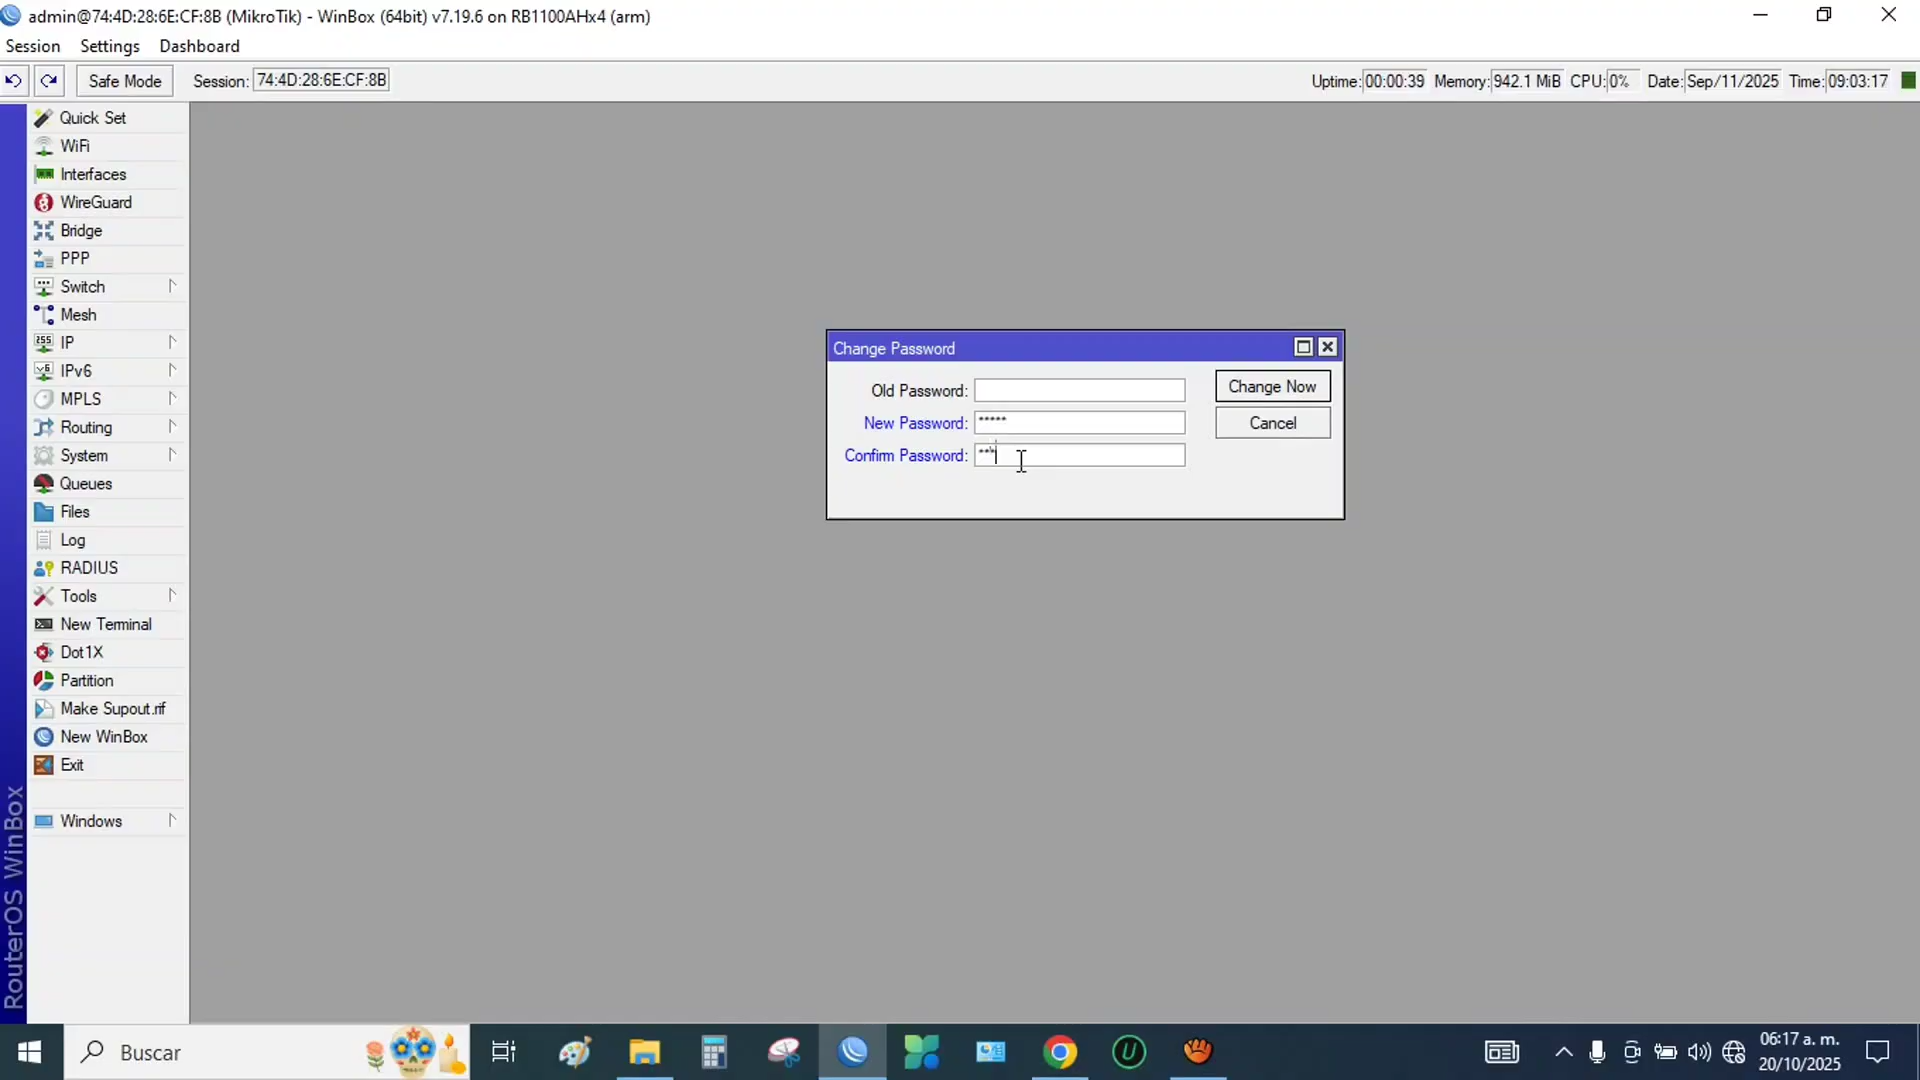 admin@74:4D:28:6E:CF:8B (MikroTik) - WinBox (64bit) v7.19.6 on RB1100AHx4 (arm)
Session Settings Dashboard
Safe Mode Session: 74:4D:28:6E:CF:8B Uptime: 00:00:39 Memory: 942.1 MiB CPU: 0% Date: Sep/11/2025 Time: 09:03:17
Quick Set
WiFi
Interfaces
WireGuard
Bridge
PPP
Switch
Mesh
255 IP
v6 IPv6
MPLS
Routing
System
Queues
Files
Log
RADIUS
Tools
New Terminal
Dot1X
Partition
Make Supout.rif
New WinBox
Exit
Windows
RouterOS WinBox
Change Password
Old Password:
New Password: *****
Confirm Password: ***
Change Now
Cancel
Buscar
U
06:17 a. m.
20/10/2025